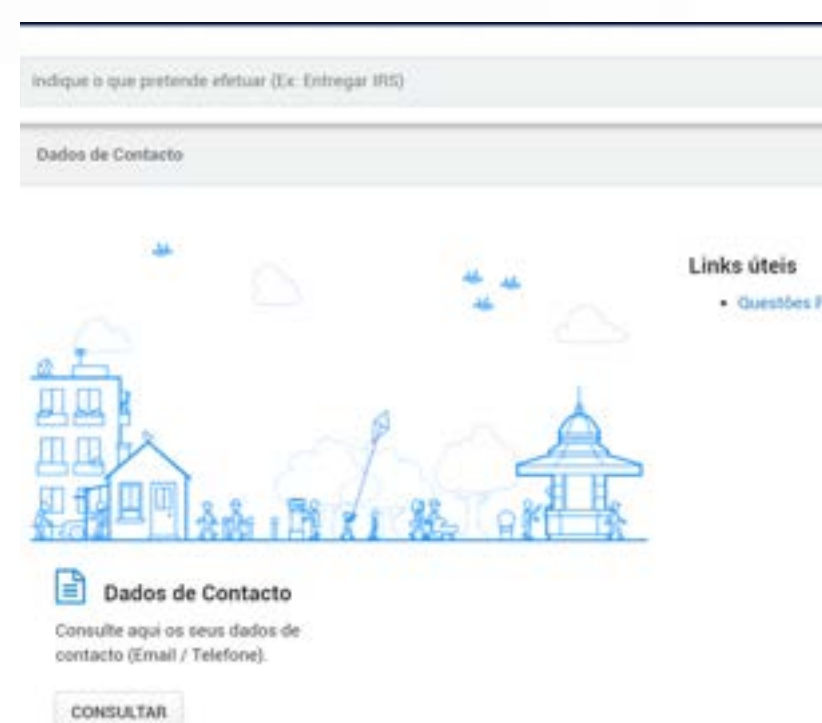 Indique o que pretende efetuar (Ex: Entregar IRS)
Dados de Contacto
Links úteis
Questões
Dados de Contacto
Consulte aqui os seus dados de
contacto (Email / Telefone).
CONSULTAR